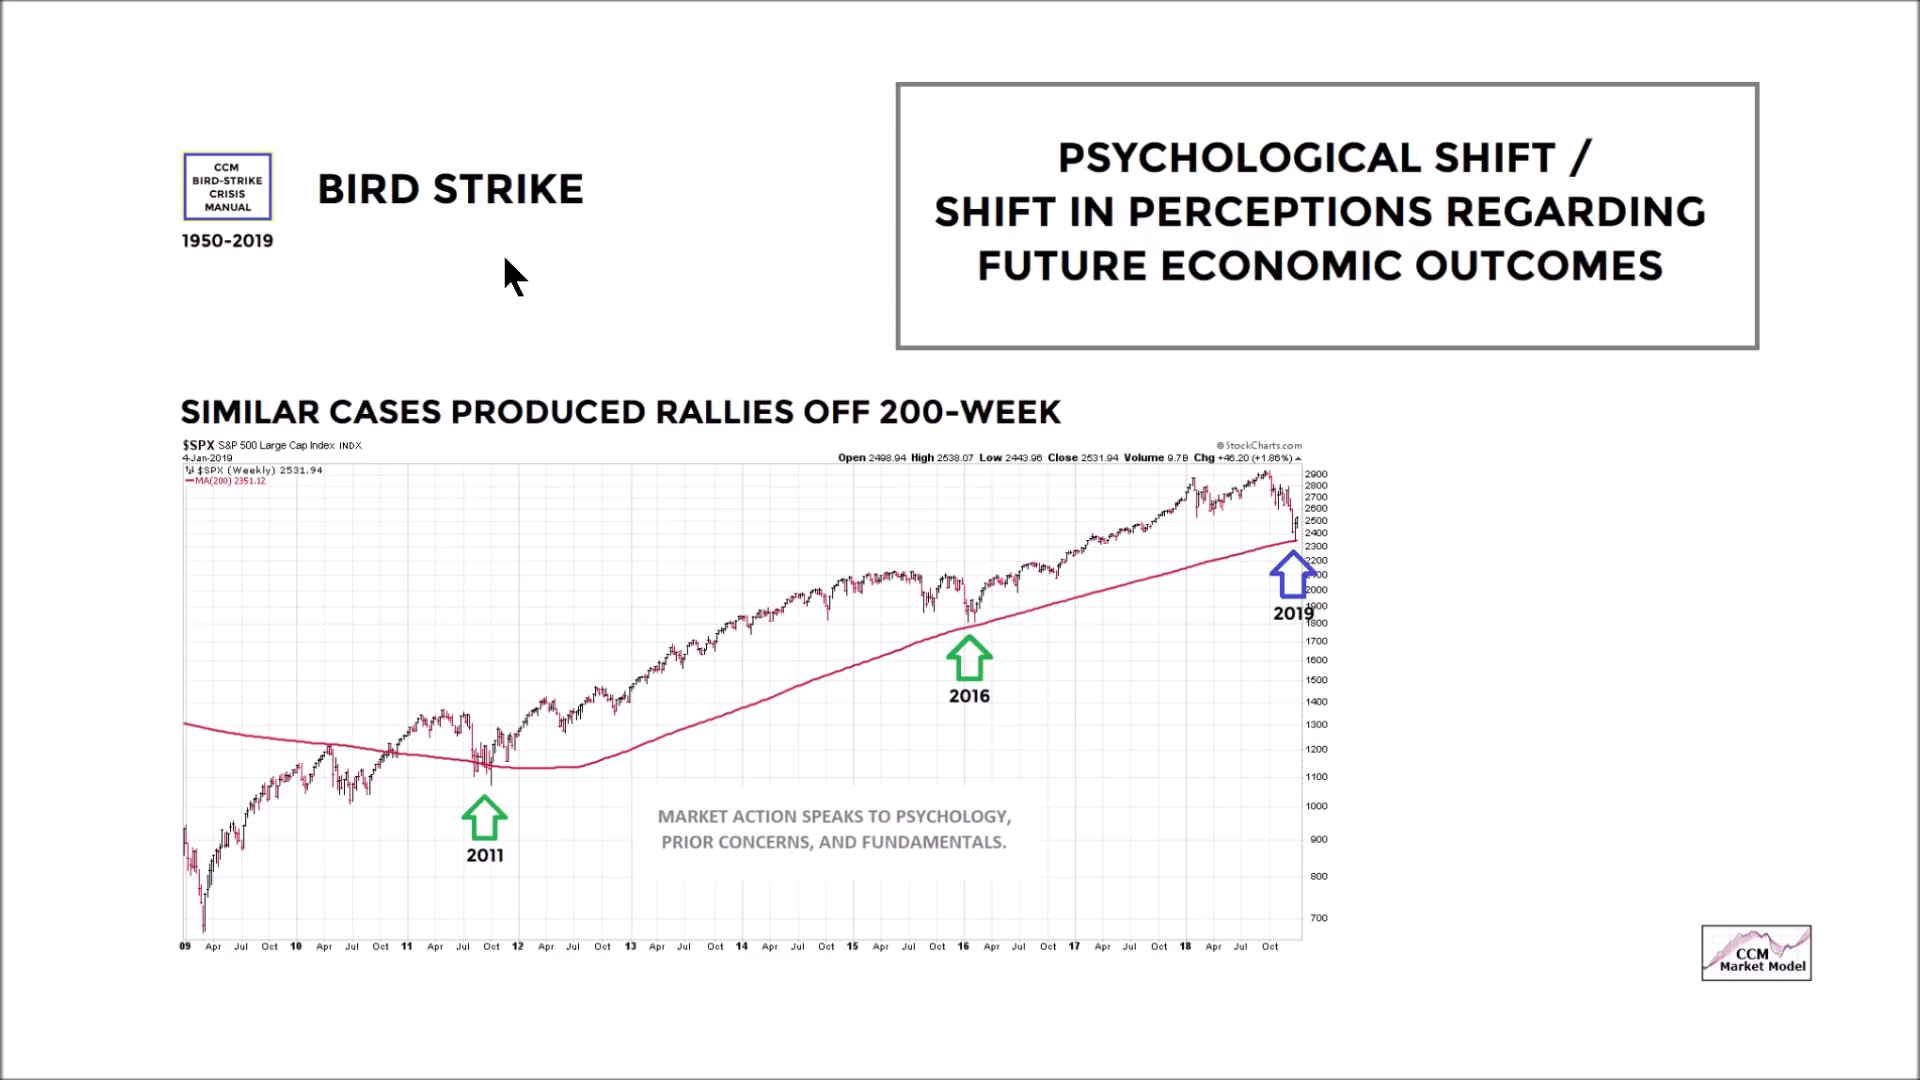 CCM
BIRD-STRIKE
CRISIS
MANUAL
1950-2019
BIRD STRIKE
PSYCHOLOGICAL SHIFT /
SHIFT IN PERCEPTIONS REGARDING
FUTURE ECONOMIC OUTCOMES
SIMILAR CASES PRODUCED RALLIES OFF 200-WEEK
$SPX S&P 500 Large Cap Index INDX
© StockCharts.com
4-Jan-2019
Open 2498.94 High 2538.07 Low 2443.96 Close 2531.94 Volume 9.7B Chg +46.20 (+1.86%)
$SPX (Weekly) 2531.94
MA(200) 2351.12
2900
2800
2700
2600
2500
2400
2300
2200
2000
1900
1800
1700
1600
1500
1400
1300
1200
1100
1000
900
800
700
2019
2016
2011
MARKET ACTION SPEAKS TO PSYCHOLOGY,
PRIOR CONCERNS, AND FUNDAMENTALS.
09 Apr Jul Oct 10 Apr Jul Oct 11 Apr Jul Oct 12 Apr Jul Oct 13 Apr Jul Oct 14 Apr Jul Oct 15 Apr Jul Oct 16 Apr Jul Oct 17 Apr Jul Oct 18 Apr Jul Oct
CCM
Market Model